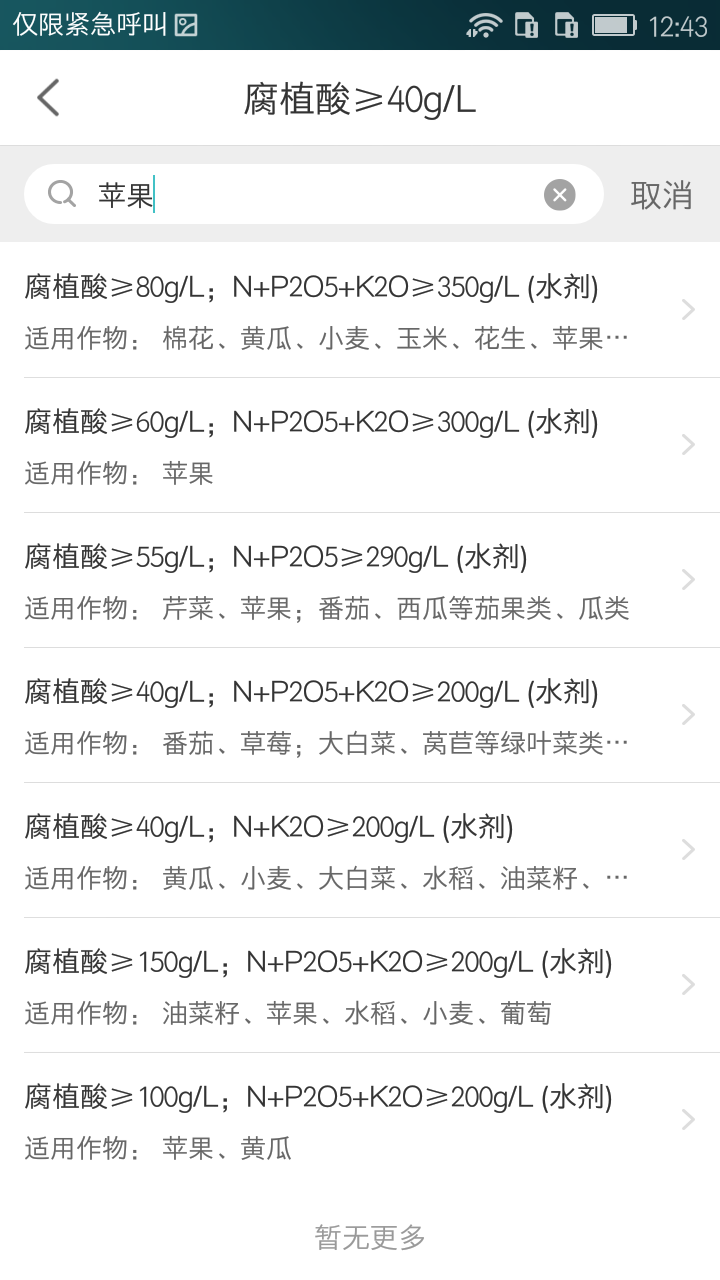 仅限紧急呼叫 12:43
腐植酸≥40g/L
苹果 取消
腐植酸≥80g/L；N+P2O5+K2O≥350g/L (水剂)
适用作物： 棉花、黄瓜、小麦、玉米、花生、苹果…
腐植酸≥60g/L；N+P2O5+K2O≥300g/L (水剂)
适用作物： 苹果
腐植酸≥55g/L；N+P2O5≥290g/L (水剂)
适用作物： 芹菜、苹果；番茄、西瓜等茄果类、瓜类
腐植酸≥40g/L；N+P2O5+K2O≥200g/L (水剂)
适用作物： 番茄、草莓；大白菜、莴苣等绿叶菜类…
腐植酸≥40g/L；N+K2O≥200g/L (水剂)
适用作物： 黄瓜、小麦、大白菜、水稻、油菜籽、…
腐植酸≥150g/L；N+P2O5+K2O≥200g/L (水剂)
适用作物： 油菜籽、苹果、水稻、小麦、葡萄
腐植酸≥100g/L；N+P2O5+K2O≥200g/L (水剂)
适用作物： 苹果、黄瓜
暂无更多